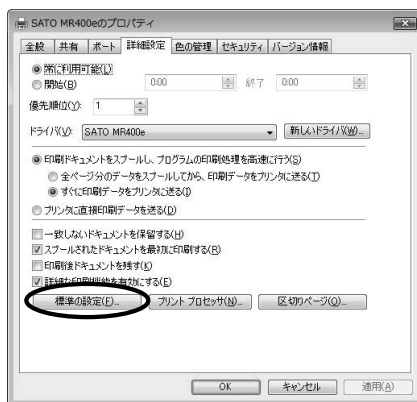 SATO MR400eのプロパティ
全般 共有 ポート 詳細設定 色の管理 セキュリティ バージョン情報
常に利用可能(L)
開始(B) 0:00 終了 0:00
優先順位(Y): 1
ドライバ(V): SATO MR400e 新しいドライバ(W)...
印刷ドキュメントをスプールし、プログラムの印刷処理を高速に行う(S)
全ページ分のデータをスプールしてから、印刷データをプリンタに送る(T)
すぐに印刷データをプリンタに送る(I)
プリンタに直接印刷データを送る(D)
一致しないドキュメントを保留する(H)
スプールされたドキュメントを最初に印刷する(R)
印刷後ドキュメントを残す(K)
詳細な印刷機能を有効にする(E)
標準の設定(F)... プリント プロセッサ(N)... 区切りページ(O)...
OK キャンセル 適用(A)